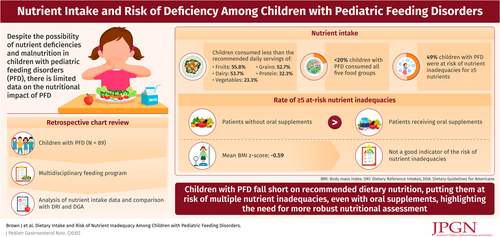 Nutrient Intake and Risk of Deficiency Among Children with Pediatric Feeding Disorders
Despite the possibility
of nutrient deficiencies
and malnutrition in
children with pediatric
feeding disorders
(PFD), there is limited
data on the nutritional
impact of PFD
Retrospective chart review
Children with PFD (N = 89)
Multidisciplinary feeding program
Analysis of nutrient intake data and comparison
with DRI and DGA
Nutrient intake
Children consumed less than the
recommended daily servings of:
• Fruits: 55.8% • Grains: 52.7%
• Dairy: 53.7% • Protein: 32.3%
• Vegetables: 23.3%
<20% children with
PFD consumed all
five food groups
49% children with PFD
were at risk of nutrient
inadequacies for ≥5
nutrients
Rate of ≥5 at-risk nutrient inadequacies
Patients without oral supplements
>
Patients receiving oral supplements
Mean BMI z-score: -0.59
Not a good indicator of the risk of
nutrient inadequacies
BMI: Body mass index; DRI: Dietary Reference Intakes; DGA: Dietary Guidelines for Americans
Children with PFD fall short on recommended dietary nutrition, putting them at
risk of multiple nutrient inadequacies, even with oral supplements, highlighting
the need for more robust nutritional assessment
Brown J et al. Dietary Intake and Risk of Nutrient Inadequacy Among Children with Pediatric Feeding Disorders.
J Pediatr Gastroenterol Nutr. (2025)
JPGN